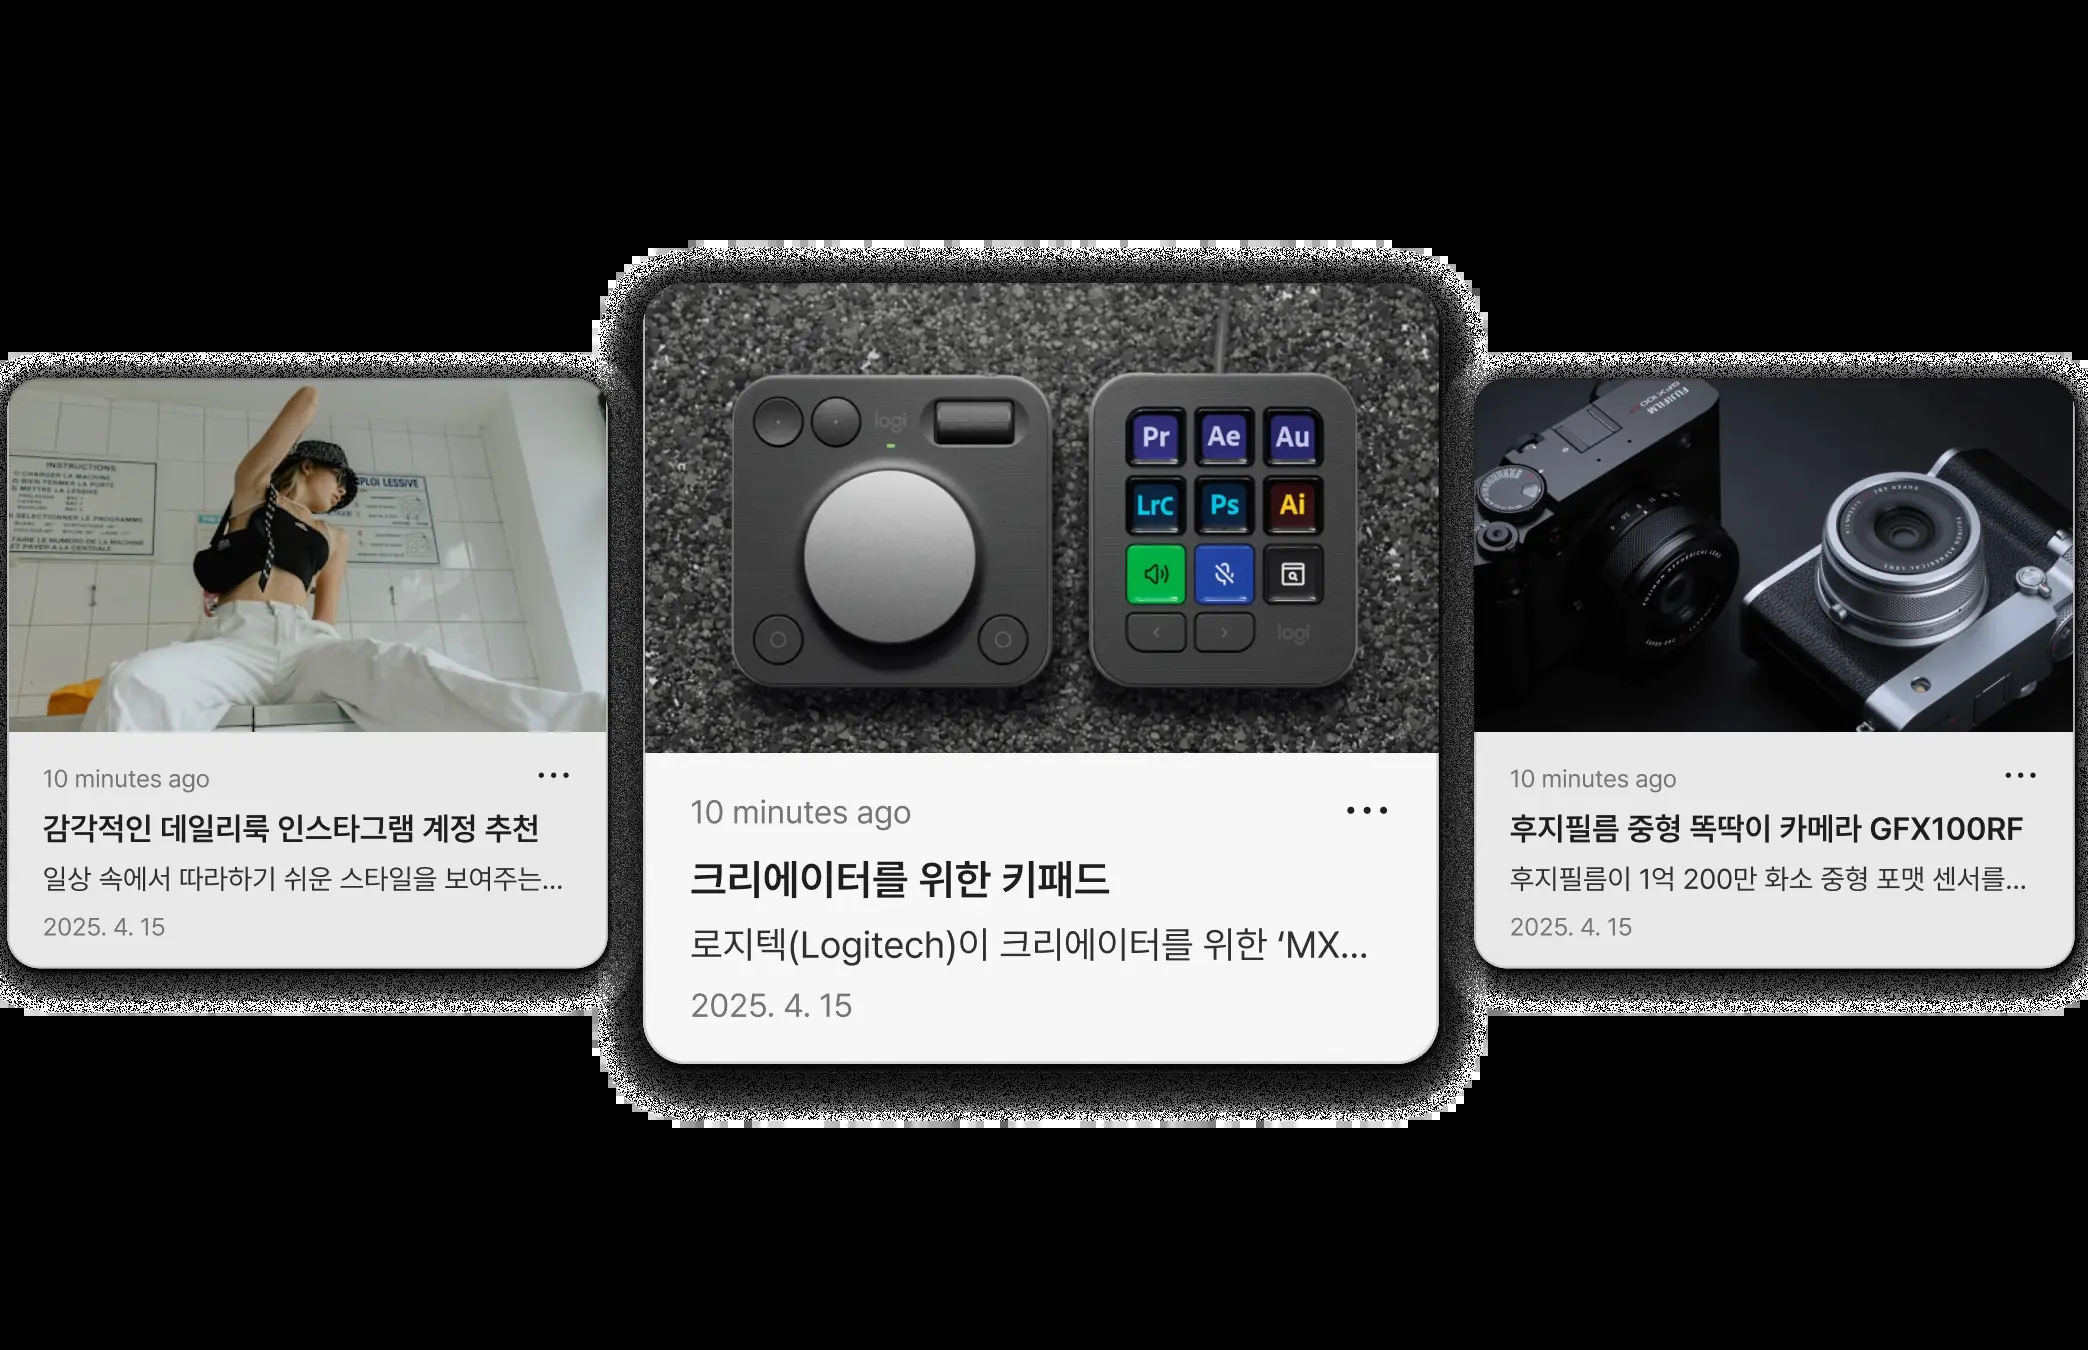 INSTRUCTIONS
PLOI LESSIVE
10 minutes ago
감각적인 데일리룩 인스타그램 계정 추천
일상 속에서 따라하기 쉬운 스타일을 보여주는...
2025. 4. 15
logi
Pr Ae Au
LrC Ps Ai
logi
10 minutes ago
크리에이터를 위한 키패드
로지텍(Logitech)이 크리에이터를 위한 ‘MX...
2025. 4. 15
FUJIFILM
GFX100
10 minutes ago
후지필름 중형 똑딱이 카메라 GFX100RF
후지필름이 1억 200만 화소 중형 포맷 센서를...
2025. 4. 15